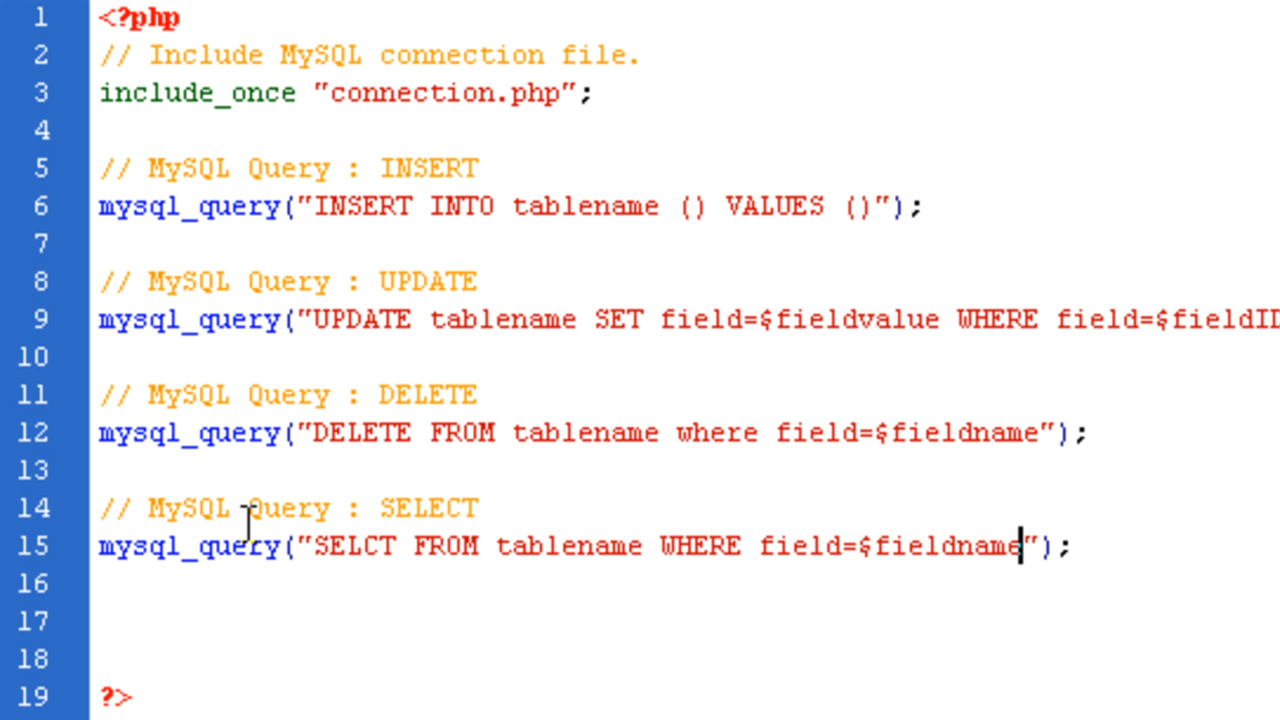 1 <?php
2 // Include MySQL connection file.
3 include_once "connection.php";
4
5 // MySQL Query : INSERT
6 mysql_query("INSERT INTO tablename () VALUES ()");
7
8 // MySQL Query : UPDATE
9 mysql_query("UPDATE tablename SET field=$fieldvalue WHERE field=$fieldID
10
11 // MySQL Query : DELETE
12 mysql_query("DELETE FROM tablename where field=$fieldname");
13
14 // MySQL Query : SELECT
15 mysql_query("SELCT FROM tablename WHERE field=$fieldname");
16
17
18
19 ?>